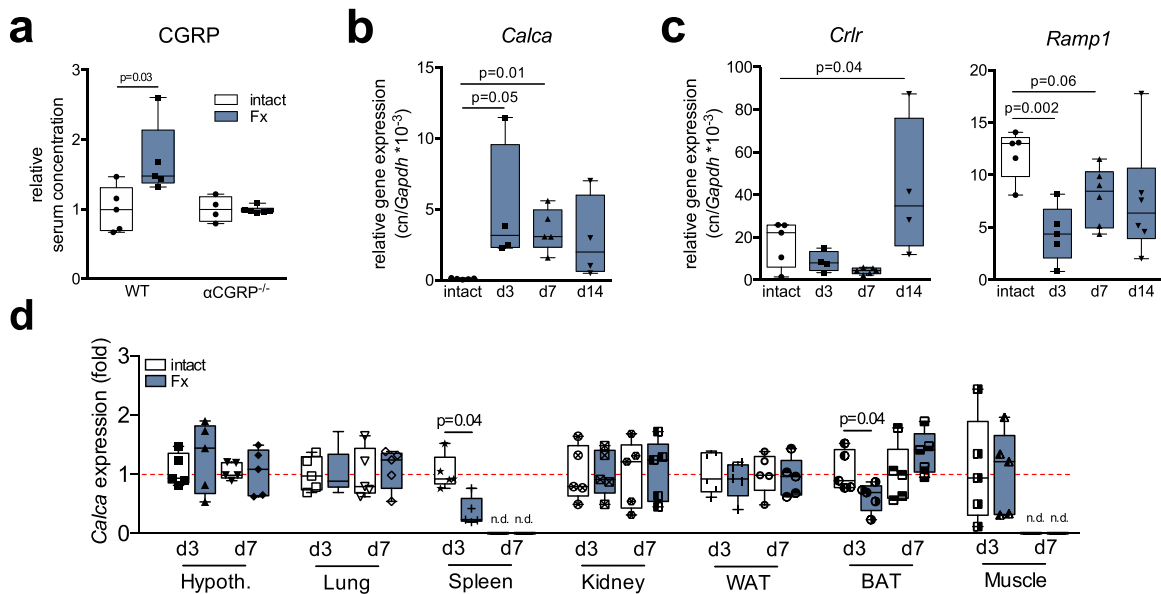 a
CGRP
relative
serum concentration
3
2
1
0
p=0.03
intact
Fx
WT
αCGRP-/-
b
Calca
relative gene expression
(cn/Gapdh *10-3)
15
10
5
0
p=0.01
p=0.05
intact d3 d7 d14
c
Crlr
relative gene expression
(cn/Gapdh *10-3)
100
80
60
40
20
0
p=0.04
intact d3 d7 d14
Ramp1
20
15
10
5
0
p=0.06
p=0.002
intact d3 d7 d14
d
Calca expression (fold)
3
2
1
0
intact
Fx
p=0.04
n.d. n.d.
p=0.04
n.d. n.d.
d3 d7 d3 d7 d3 d7 d3 d7 d3 d7 d3 d7 d3 d7
Hypoth. Lung Spleen Kidney WAT BAT Muscle